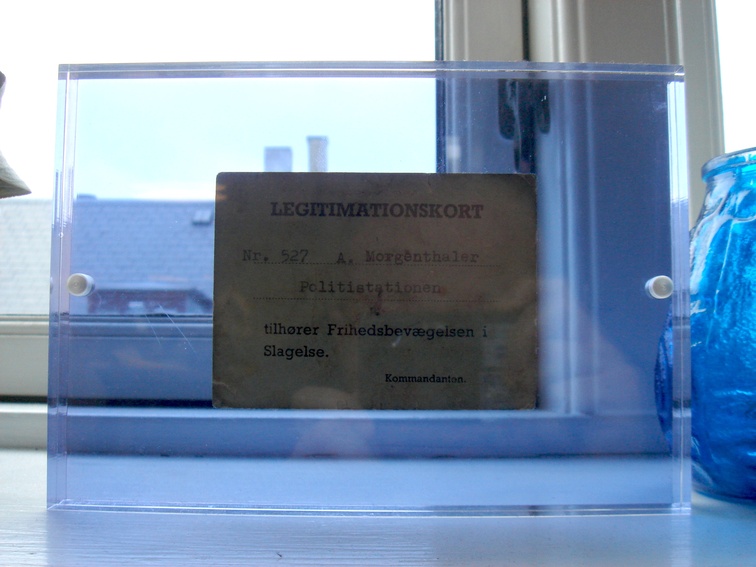 LEGITIMATIONSKORT
Nr. 527 A. Morgenthaler
Politistationen
tilhører Frihedsbevægelsen i
Slagelse.
Kommandanten.